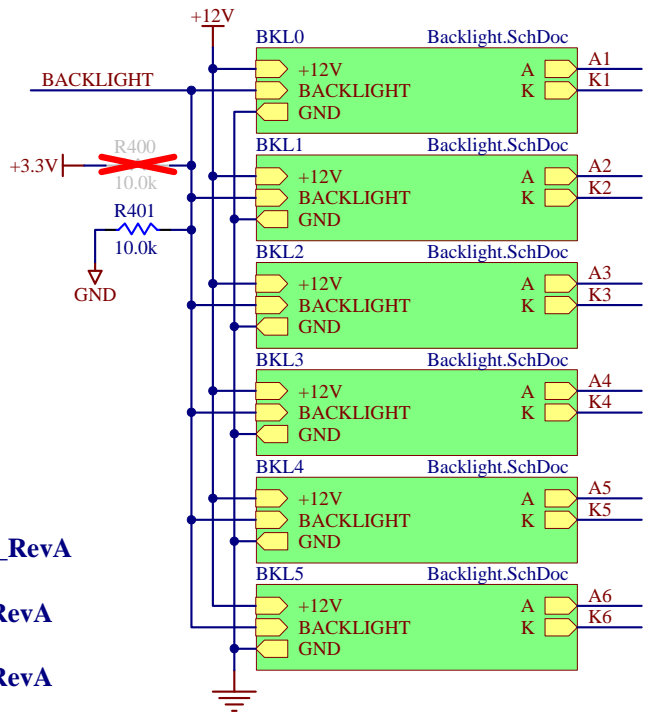 +12V
BKL0 Backlight.SchDoc
+12V A A1
BACKLIGHT BACKLIGHT K K1
GND
R400
BKL1 Backlight.SchDoc
+3.3V
+12V A A2
10.0k
BACKLIGHT K K2
R401
GND
10.0k
BKL2 Backlight.SchDoc
+12V A A3
GND
BACKLIGHT K K3
GND
BKL3 Backlight.SchDoc
+12V A A4
BACKLIGHT K K4
GND
BKL4 Backlight.SchDoc
+12V A A5
BACKLIGHT K K5
GND
_RevA
BKL5 Backlight.SchDoc
+12V A A6
RevA
BACKLIGHT K K6
GND
RevA